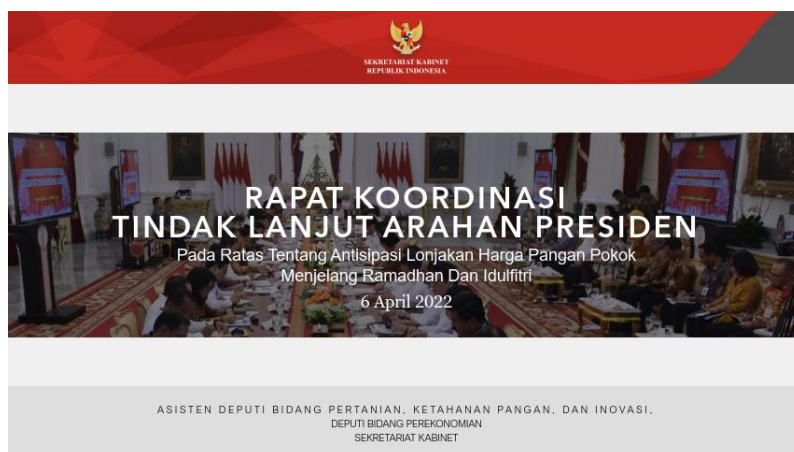 SEKRETARIAT KABINET
REPUBLIK INDONESIA
RAPAT KOORDINASI
TINDAK LANJUT ARAHAN PRESIDEN
Pada Ratas Tentang Antisipasi Lonjakan Harga Pangan Pokok
Menjelang Ramadhan Dan Idulfitri
6 April 2022
ASISTEN DEPUTI BIDANG PERTANIAN, KETAHANAN PANGAN, DAN INOVASI,
DEPUTI BIDANG PEREKONOMIAN
SEKRETARIAT KABINET